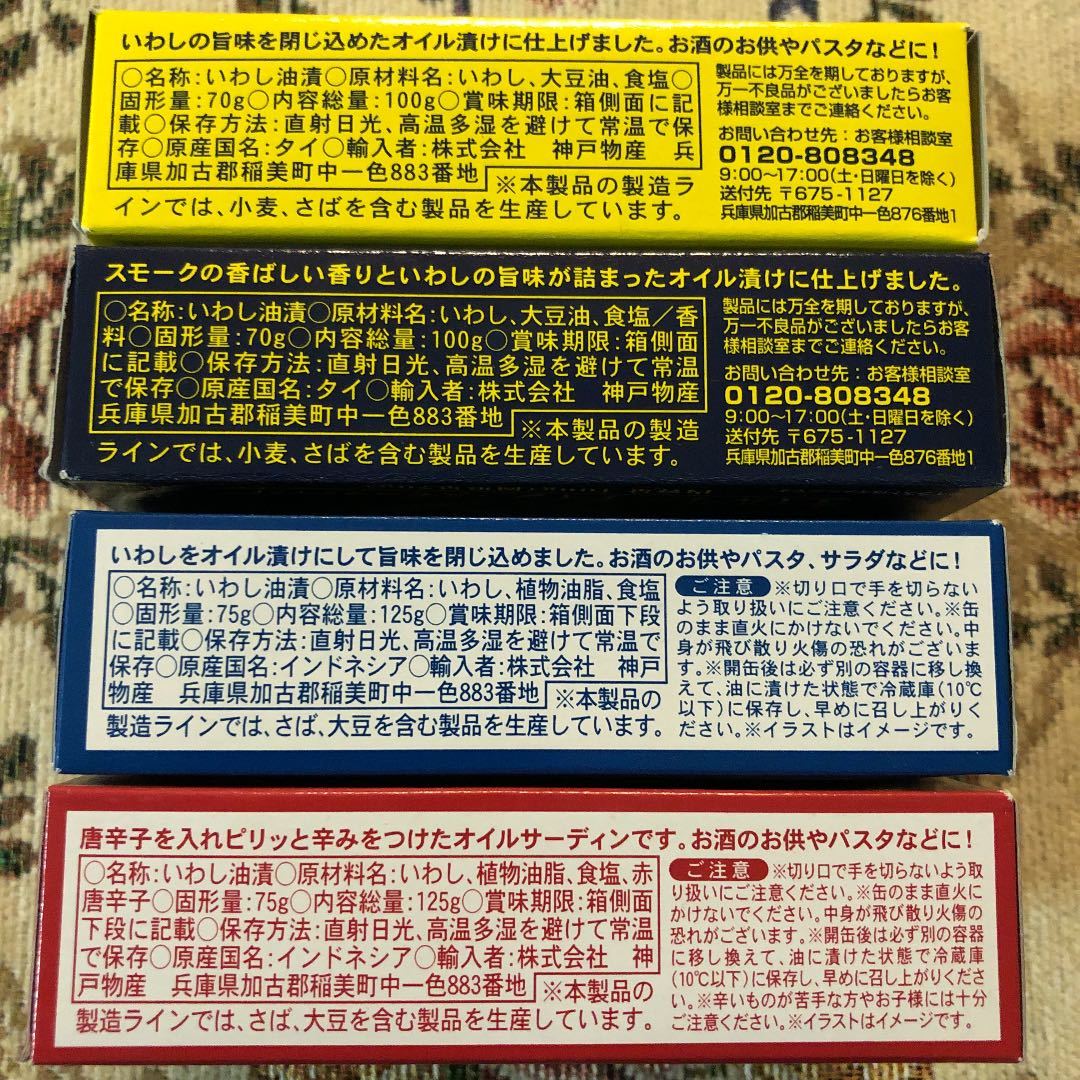 いわしの旨味を閉じ込めたオイル漬けに仕上げました。お酒のお供やパスタなどに！
○名称：いわし油漬○原材料名：いわし、大豆油、食塩○
固形量：70g○内容総量：100g○賞味期限：箱側面に記
載○保存方法：直射日光、高温多湿を避けて常温で保
存○原産国名：タイ○輸入者：株式会社　神戸物産　兵
庫県加古郡稲美町中一色883番地
※本製品の製造ラ
インでは、小麦、さばを含む製品を生産しています。
製品には万全を期しておりますが、
万一不良品がございましたらお客
様相談室までご連絡ください。
お問い合わせ先：お客様相談室
0120-808348
9:00～17:00（土・日曜日を除く）
送付先 〒675-1127
兵庫県加古郡稲美町中一色876番地1
スモークの香ばしい香りといわしの旨味が詰まったオイル漬けに仕上げました。
○名称：いわし油漬○原材料名：いわし、大豆油、食塩／香
料○固形量：70g○内容総量：100g○賞味期限：箱側面
に記載○保存方法：直射日光、高温多湿を避けて常温
で保存○原産国名：タイ○輸入者：株式会社　神戸物産
兵庫県加古郡稲美町中一色883番地
※本製品の製造
ラインでは、小麦、さばを含む製品を生産しています。
製品には万全を期しておりますが、
万一不良品がございましたらお客
様相談室までご連絡ください。
お問い合わせ先：お客様相談室
0120-808348
9:00～17:00（土・日曜日を除く）
送付先 〒675-1127
兵庫県加古郡稲美町中一色876番地1
いわしをオイル漬けにして旨味を閉じ込めました。お酒のお供やパスタ、サラダなどに！
○名称：いわし油漬○原材料名：いわし、植物油脂、食塩
○固形量：75g○内容総量：125g○賞味期限：箱側面下段
に記載○保存方法：直射日光、高温多湿を避けて常温で
保存○原産国名：インドネシア○輸入者：株式会社　神戸
物産　兵庫県加古郡稲美町中一色883番地
※本製品の
製造ラインでは、さば、大豆を含む製品を生産しています。
ご注意 ※切り口で手を切らない
よう取り扱いにご注意ください。※缶
のまま直火にかけないでください。中
身が飛び散り火傷の恐れがございま
す。※開缶後は必ず別の容器に移し換
えて、油に漬けた状態で冷蔵庫（10℃
以下）に保存し、早めに召し上がりくだ
さい。※イラストはイメージです。
唐辛子を入れピリッと辛みをつけたオイルサーディンです。お酒のお供やパスタなどに！
○名称：いわし油漬○原材料名：いわし、植物油脂、食塩、赤
唐辛子○固形量：75g○内容総量：125g○賞味期限：箱側面
下段に記載○保存方法：直射日光、高温多湿を避けて常温
で保存○原産国名：インドネシア○輸入者：株式会社　神
戸物産　兵庫県加古郡稲美町中一色883番地
※本製品の
製造ラインでは、さば、大豆を含む製品を生産しています。
ご注意 ※切り口で手を切らないよう取
り扱いにご注意ください。※缶のまま直火に
かけないでください。中身が飛び散り火傷の
恐れがございます。※開缶後は必ず別の容器
に移し換えて、油に漬けた状態で冷蔵庫
（10℃以下）に保存し、早めに召し上がりくださ
い。※辛いものが苦手な方やお子様には十分
ご注意ください。※イラストはイメージです。